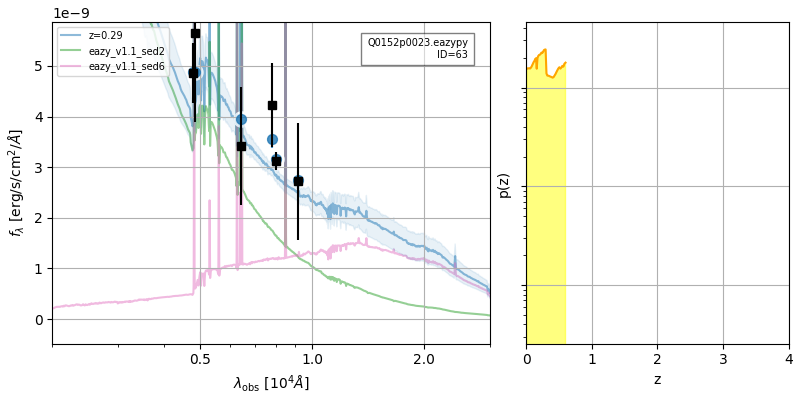 1e−9
z=0.29
eazy_v1.1_sed2
eazy_v1.1_sed6
Q0152p0023.eazypy
ID=63
5
4
3
2
1
0
f_λ [erg/s/cm²/Å]
0.5
1.0
2.0
λ_obs [10⁴Å]
p(z)
0
1
2
3
4
z